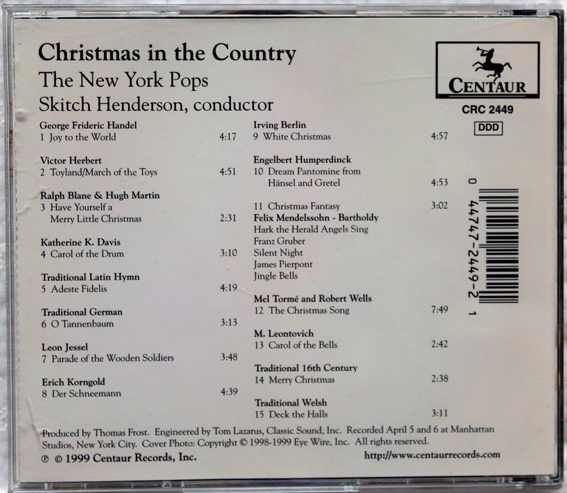 Christmas in the Country
The New York Pops
Skitch Henderson, conductor
CENTAUR
CRC 2449
DDD
George Frideric Handel
1 Joy to the World 4:17
Victor Herbert
2 Toyland/March of the Toys 4:51
Ralph Blane & Hugh Martin
3 Have Yourself a
Merry Little Christmas 2:31
Katherine K. Davis
4 Carol of the Drum 3:10
Traditional Latin Hymn
5 Adeste Fidelis 4:19
Traditional German
6 O Tannenbaum 3:13
Leon Jessel
7 Parade of the Wooden Soldiers 3:48
Erich Korngold
8 Der Schneemann 4:39
Irving Berlin
9 White Christmas 4:57
Engelbert Humperdinck
10 Dream Pantomine from
Hänsel and Gretel 4:53
11 Christmas Fantasy 3:02
Felix Mendelssohn - Bartholdy
Hark the Herald Angels Sing
Franz Gruber
Silent Night
James Pierpont
Jingle Bells
Mel Tormé and Robert Wells
12 The Christmas Song 7:49
M. Leontovich
13 Carol of the Bells 2:42
Traditional 16th Century
14 Merry Christmas 2:38
Traditional Welsh
15 Deck the Halls 3:11
0 44747-2449-2 1
Produced by Thomas Frost. Engineered by Tom Lazarus, Classic Sound, Inc. Recorded April 5 and 6 at Manhattan
Studios, New York City. Cover Photo: Copyright © 1998-1999 Eye Wire, Inc. All rights reserved.
℗ © 1999 Centaur Records, Inc. http://www.centaurrecords.com